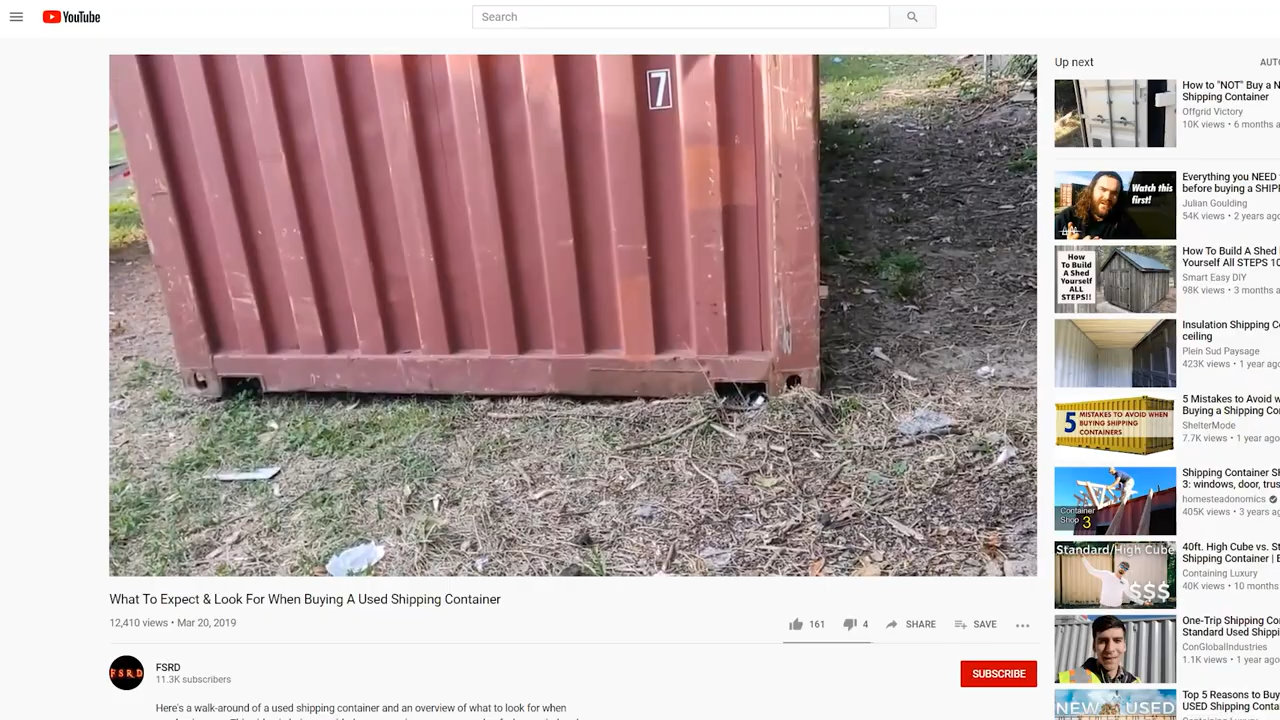 YouTube
Search
7
What To Expect & Look For When Buying A Used Shipping Container
12,410 views • Mar 20, 2019
161
4
SHARE
SAVE
FSRD
FSRD
11.3K subscribers
SUBSCRIBE
Here's a walk-around of a used shipping container and an overview of what to look for when
Up next
AUTO
How to "NOT" Buy a N
Shipping Container
Offgrid Victory
10K views • 6 months a
Watch this
first!
Everything you NEED
before buying a SHIP
Julian Goulding
54K views • 2 years ago
How
To Build
A Shed
Yourself
ALL
STEPS!!
How To Build A Shed
Yourself All STEPS 10
Smart Easy DIY
98K views • 3 months a
Insulation Shipping C
ceiling
Plein Sud Paysage
423K views • 1 year ago
5 MISTAKES TO AVOID WHEN
BUYING SHIPPING
CONTAINERS
5 Mistakes to Avoid w
Buying a Shipping Co
ShelterMode
7.7K views • 1 year ago
Container
Shop 3
Shipping Container S
3: windows, door, trus
homesteadonomics
405K views • 3 years ag
Standard/High Cube
$$$
40ft. High Cube vs. St
Shipping Container | B
Containing Luxury
40K views • 10 months
One-Trip Shipping Co
Standard Used Shippi
ConGlobalIndustries
1.1K views • 1 year ago
NEW USED
Top 5 Reasons to Buy
USED Shipping Conta